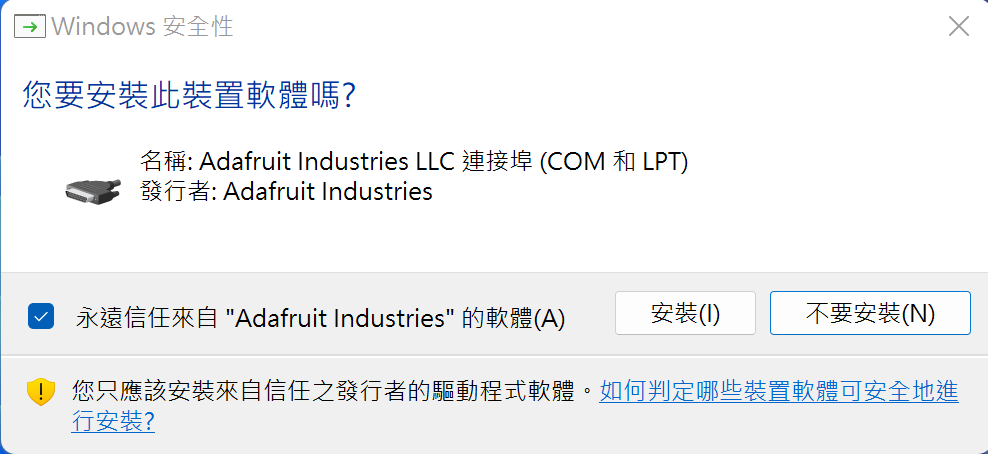 Windows 安全性
您要安裝此裝置軟體嗎?
名稱: Adafruit Industries LLC 連接埠 (COM 和 LPT)
發行者: Adafruit Industries
永遠信任來自 "Adafruit Industries" 的軟體(A)
安裝(I)
不要安裝(N)
您只應該安裝來自信任之發行者的驅動程式軟體。如何判定哪些裝置軟體可安全地進
行安裝?